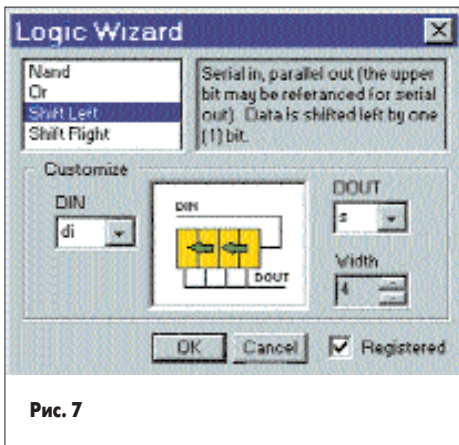 Logic Wizard
Nand
Or
Shift Left
Shift Right
Serial in, parallel out (the upper
bit may be referanced for serial
out). Data is shifted left by one
(1) bit.
Customize
DIN
di
DIN
DOUT
DOUT
s
Width
4
OK
Cancel
Registered
Рис. 7